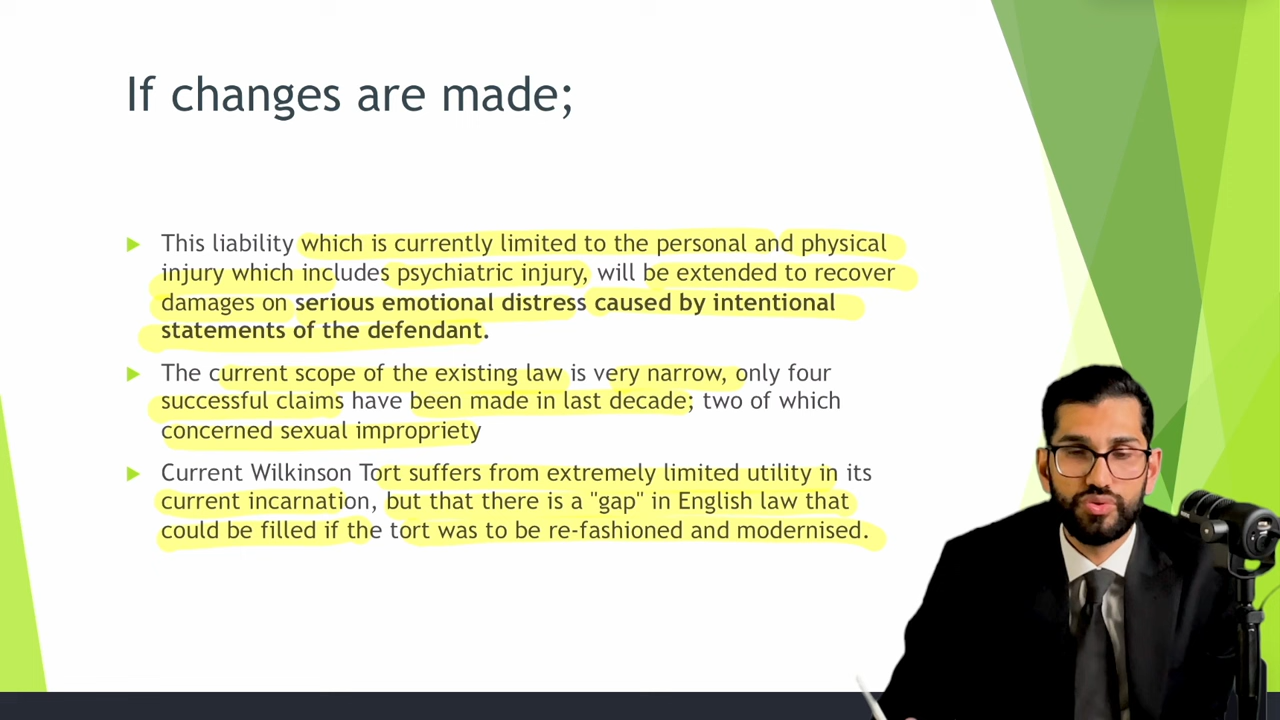 If changes are made;
This liability which is currently limited to the personal and physical
injury which includes psychiatric injury, will be extended to recover
damages on serious emotional distress caused by intentional
statements of the defendant.
The current scope of the existing law is very narrow, only four
successful claims have been made in last decade; two of which
concerned sexual impropriety
Current Wilkinson Tort suffers from extremely limited utility in its
current incarnation, but that there is a "gap" in English law that
could be filled if the tort was to be re-fashioned and modernised.